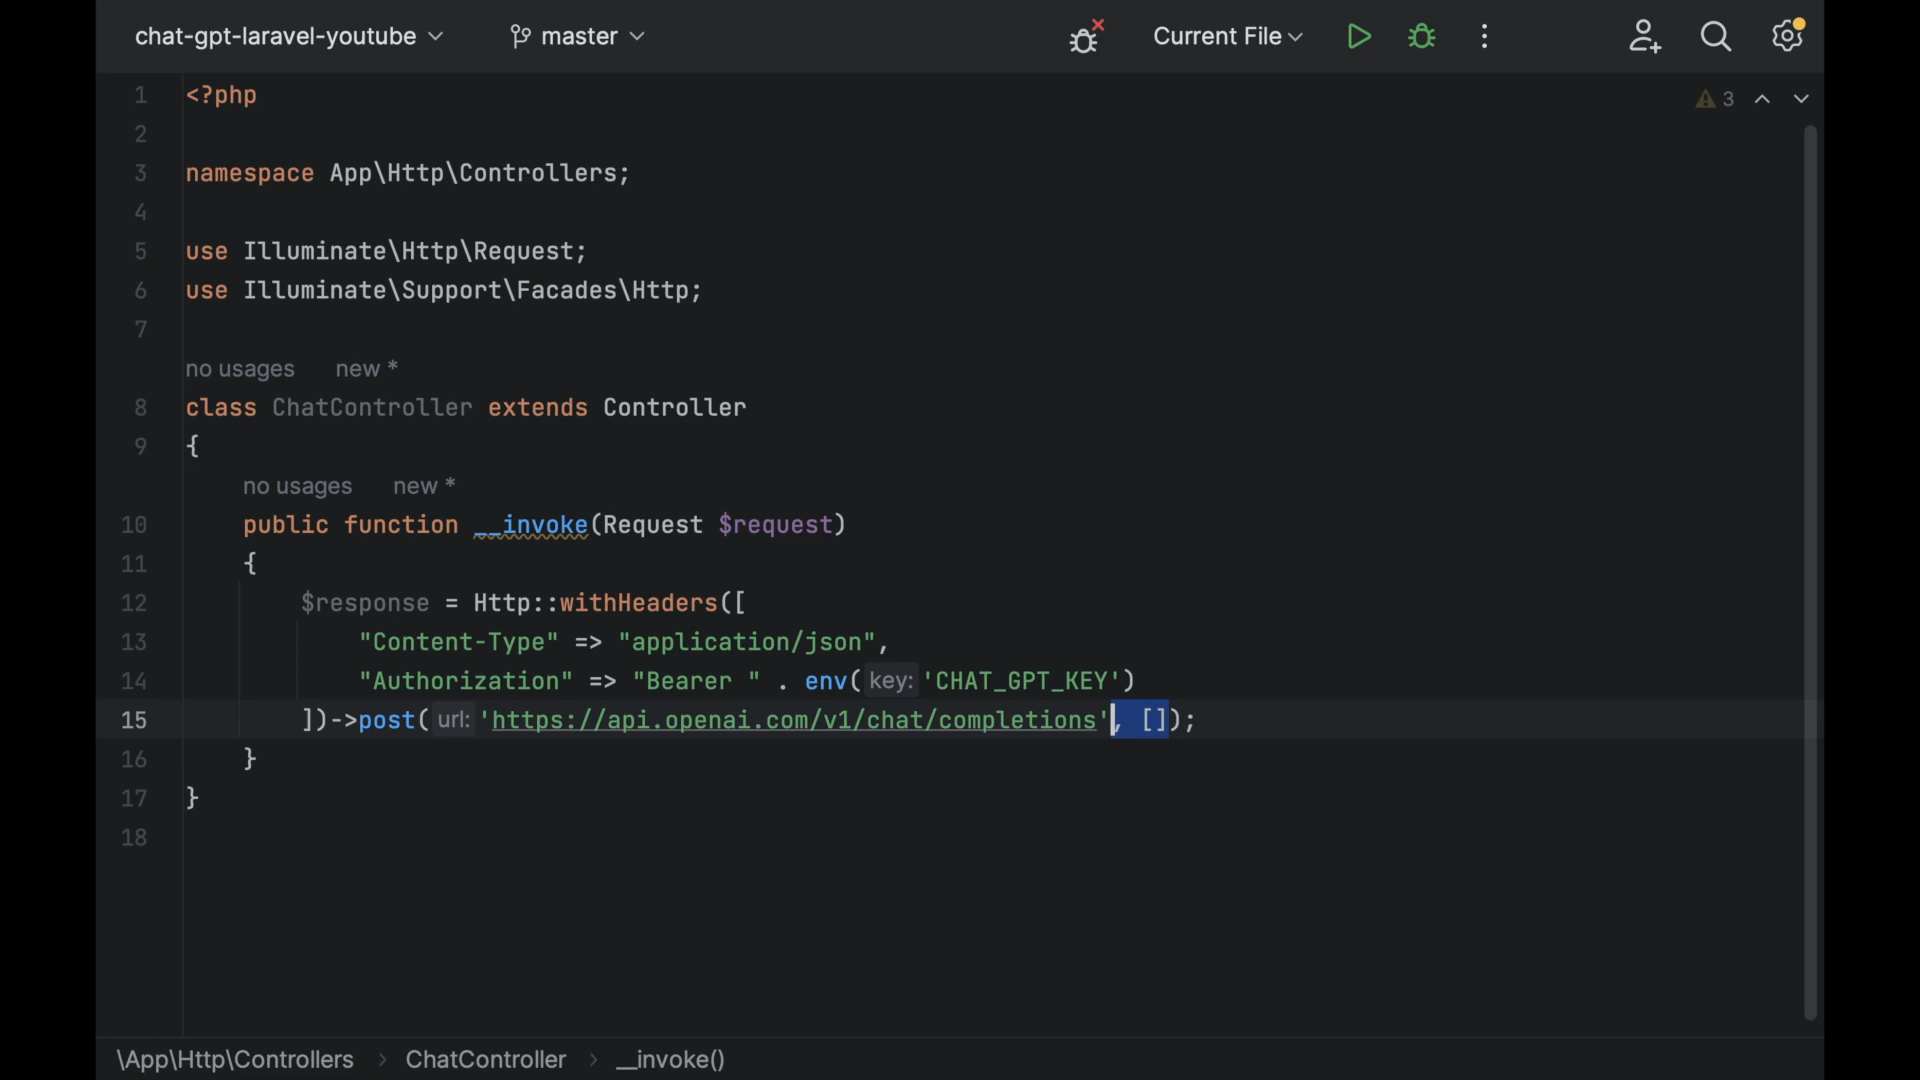 chat-gpt-laravel-youtube master Current File
1 <?php 3
2
3 namespace App\Http\Controllers;
4
5 use Illuminate\Http\Request;
6 use Illuminate\Support\Facades\Http;
7
no usages new *
8 class ChatController extends Controller
9 {
no usages new *
10 public function __invoke(Request $request)
11 {
12 $response = Http::withHeaders([
13 "Content-Type" => "application/json",
14 "Authorization" => "Bearer " . env( key: 'CHAT_GPT_KEY')
15 ])->post( url: 'https://api.openai.com/v1/chat/completions', []);
16 }
17 }
18
\App\Http\Controllers > ChatController > __invoke()